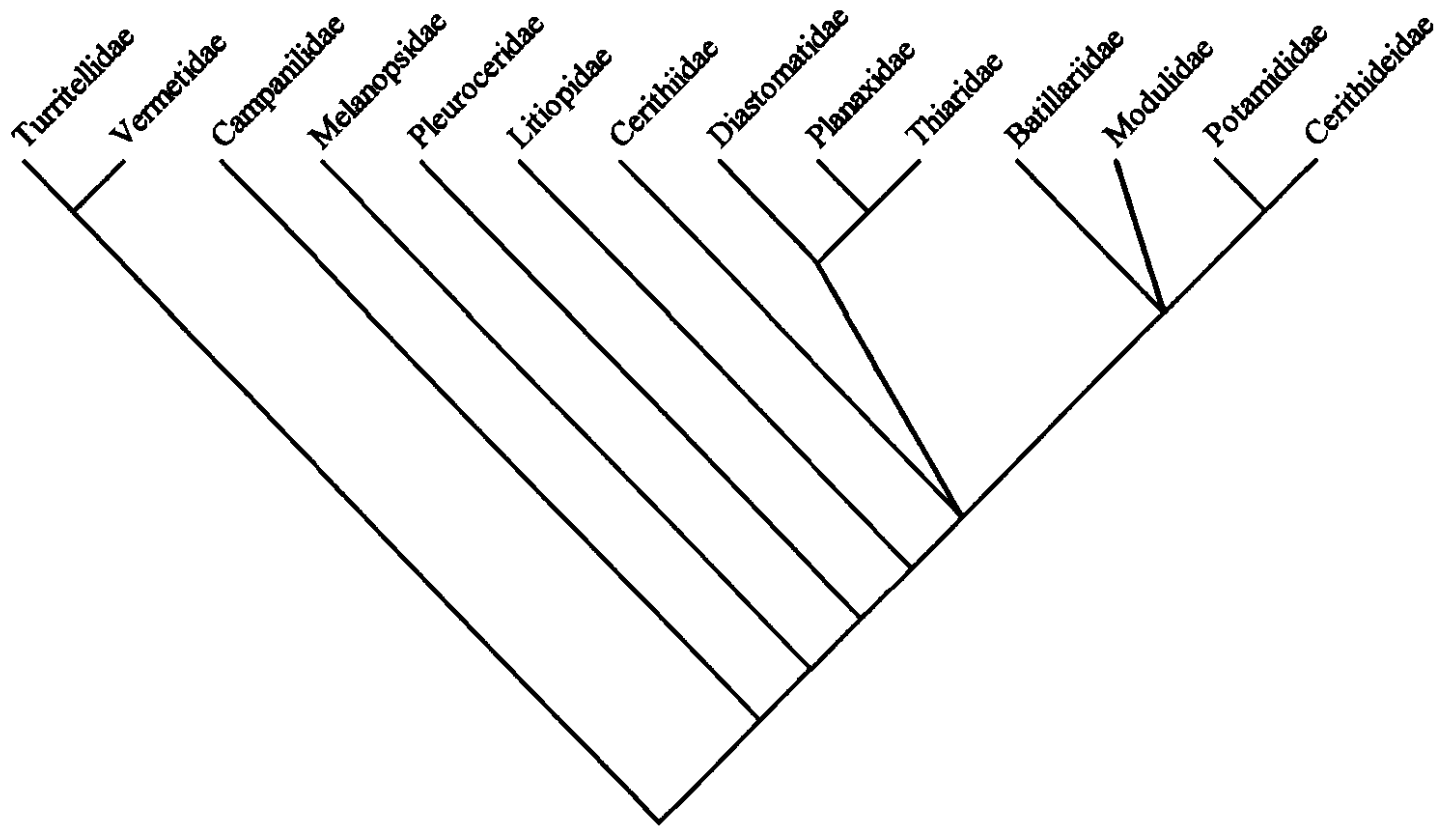 Turritellidae
Vermetidae
Campanilidae
Melanopsidae
Pleuroceridae
Litiopidae
Cerithiidae
Diastomatidae
Planaxidae
Thiaridae
Batillariidae
Modulidae
Potamididae
Cerithideidae